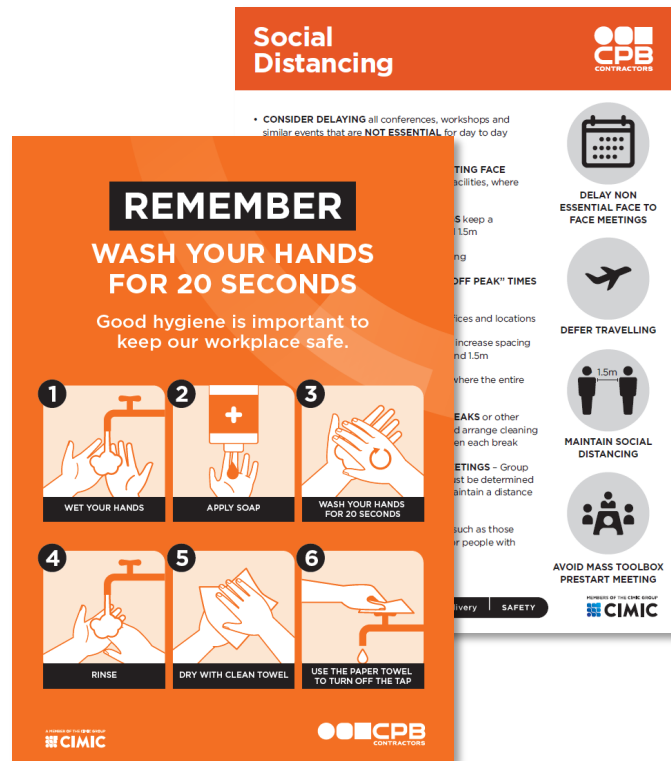 Social
Distancing
CPB
CONTRACTORS
• CONSIDER DELAYING all conferences, workshops and
similar events that are NOT ESSENTIAL for day to day
TING FACE
acilities, where
S keep a
1.5m
ng
OFF PEAK” TIMES
fices and locations
increase spacing
nd 1.5m
where the entire
EAKS or other
d arrange cleaning
en each break
ETINGS – Group
ust be determined
aintain a distance
such as those
or people with
ivery | SAFETY
DELAY NON
ESSENTIAL FACE TO
FACE MEETINGS
DEFER TRAVELLING
1.5m
MAINTAIN SOCIAL
DISTANCING
AVOID MASS TOOLBOX
PRESTART MEETING
MEMBERS OF THE CIMIC GROUP
CIMIC
REMEMBER
WASH YOUR HANDS
FOR 20 SECONDS
Good hygiene is important to
keep our workplace safe.
1
WET YOUR HANDS
2
APPLY SOAP
3
WASH YOUR HANDS
FOR 20 SECONDS
4
RINSE
5
DRY WITH CLEAN TOWEL
6
USE THE PAPER TOWEL
TO TURN OFF THE TAP
A MEMBER OF THE CIMIC GROUP
CIMIC
CPB
CONTRACTORS